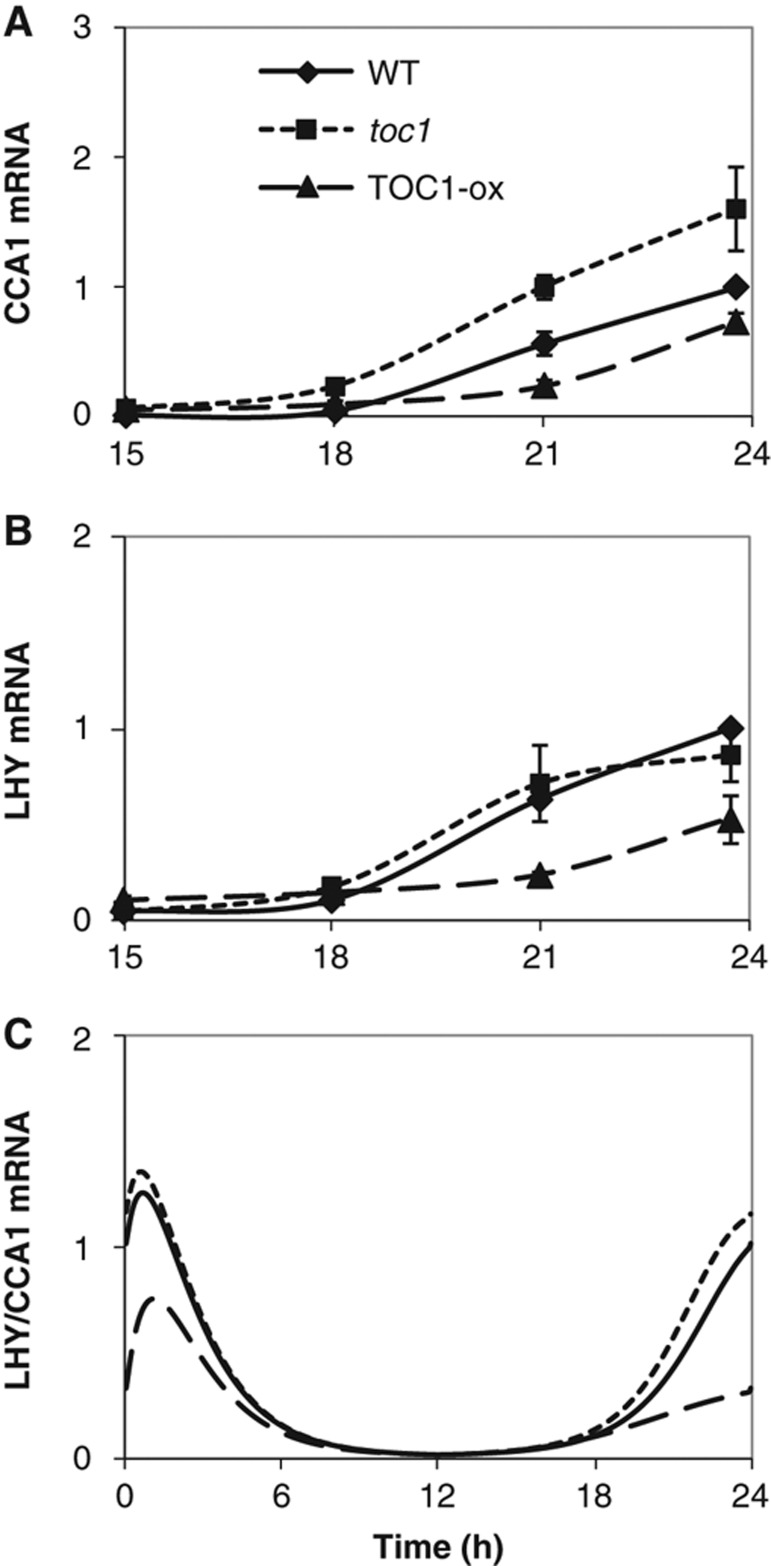 A
CCA1 mRNA
3
2
1
0
WT
toc1
TOC1-ox
15 18 21 24
B
LHY mRNA
2
1
0
15 18 21 24
C
LHY/CCA1 mRNA
2
1
0
0 6 12 18 24
Time (h)